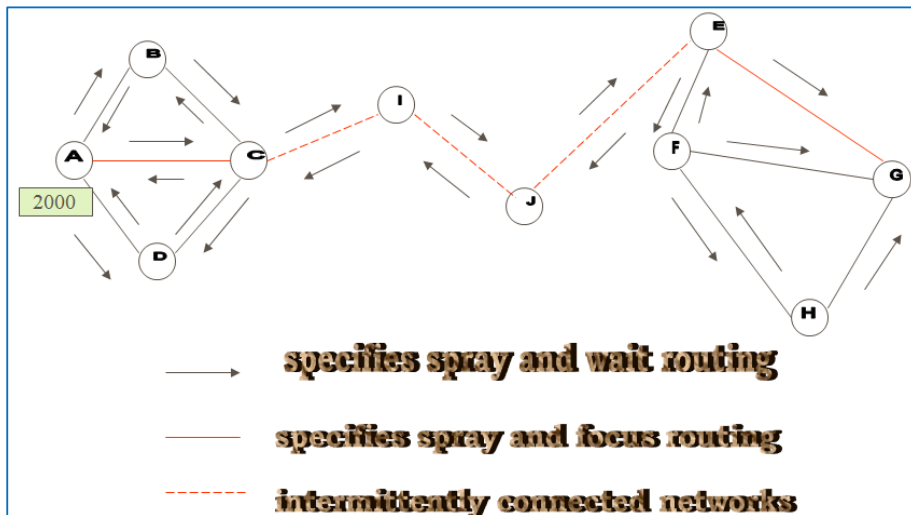 E
B
I
A
C
F
G
2000
J
D
H
specifies spray and wait routing
specifies spray and focus routing
intermittently connected networks